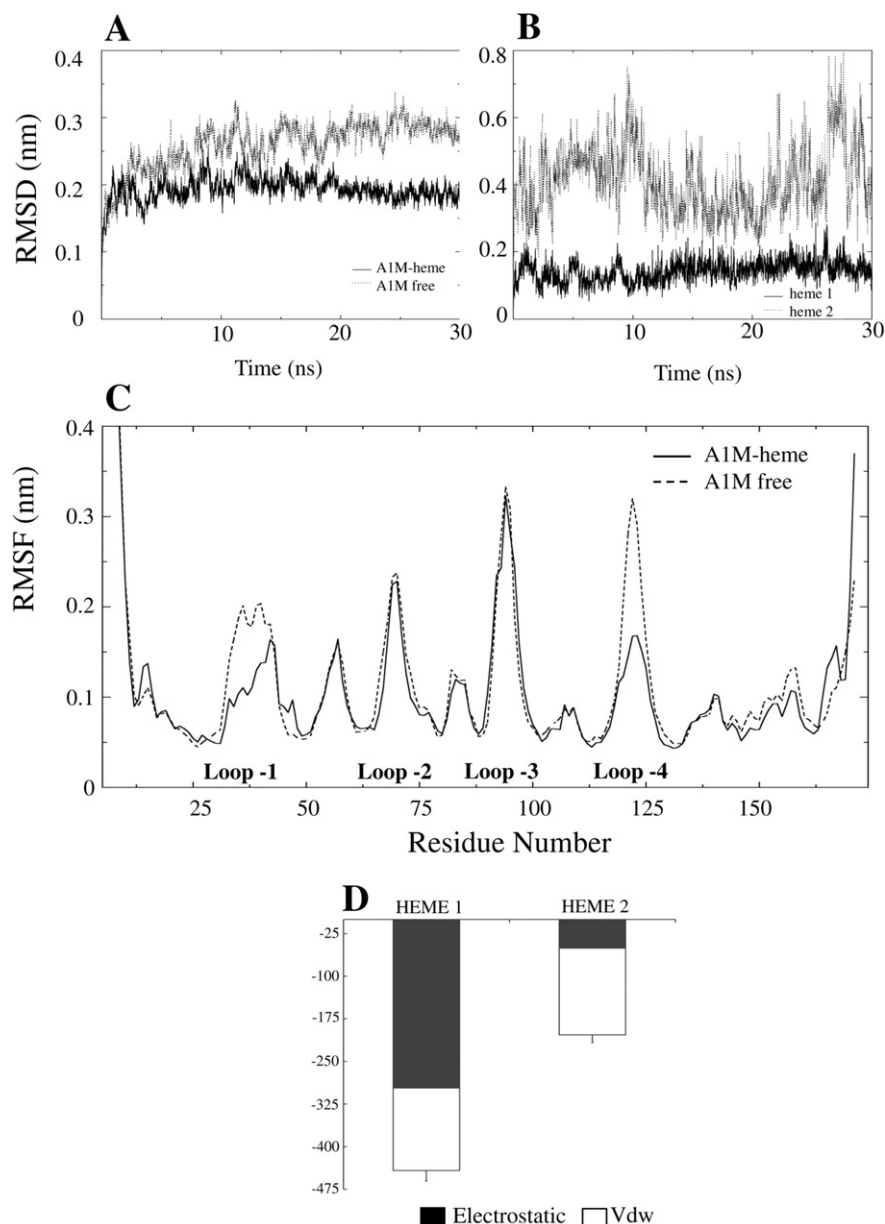 A
B
RMSD (nm)
0.4
0.3
0.2
0.1
0
10
20
30
A1M-heme
A1M free
Time (ns)
0.8
0.6
0.4
0.2
0
0
10
20
30
heme 1
heme 2
Time (ns)
C
RMSF (nm)
0.4
0.3
0.2
0.1
0
A1M-heme
A1M free
Loop -1
Loop -2
Loop -3
Loop -4
25
50
75
100
125
150
Residue Number
D
HEME 1
HEME 2
-25
-100
-175
-250
-325
-400
-475
Electrostatic
Vdw